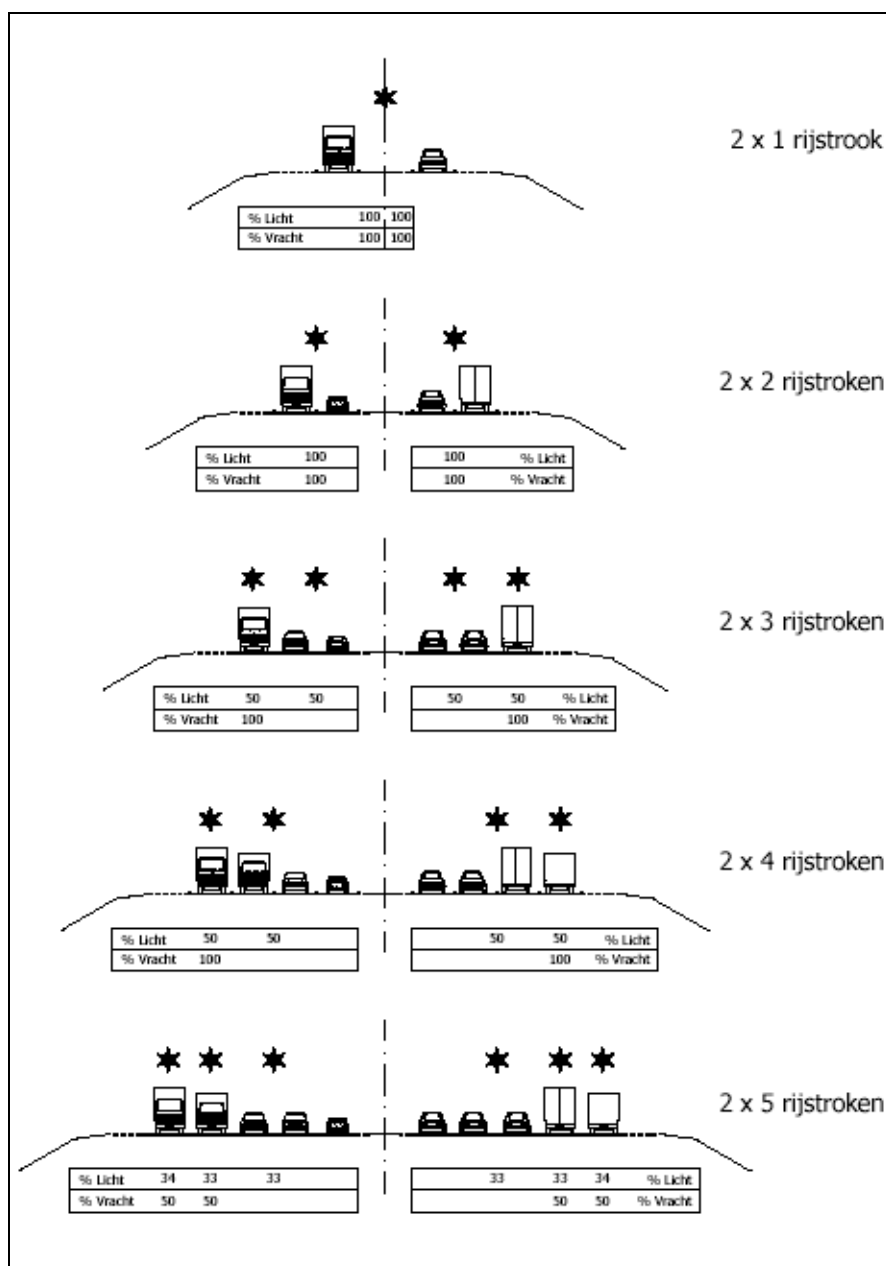 2 x 1 rijstrook
% Licht 100 100
% Vracht 100 100
2 x 2 rijstroken
% Licht 100 100 % Licht
% Vracht 100 100 % Vracht
2 x 3 rijstroken
% Licht 50 50 50 50 % Licht
% Vracht 100 100 % Vracht
2 x 4 rijstroken
% Licht 50 50 50 50 % Licht
% Vracht 100 100 % Vracht
2 x 5 rijstroken
% Licht 34 33 33 33 33 34 % Licht
% Vracht 50 50 50 50 % Vracht